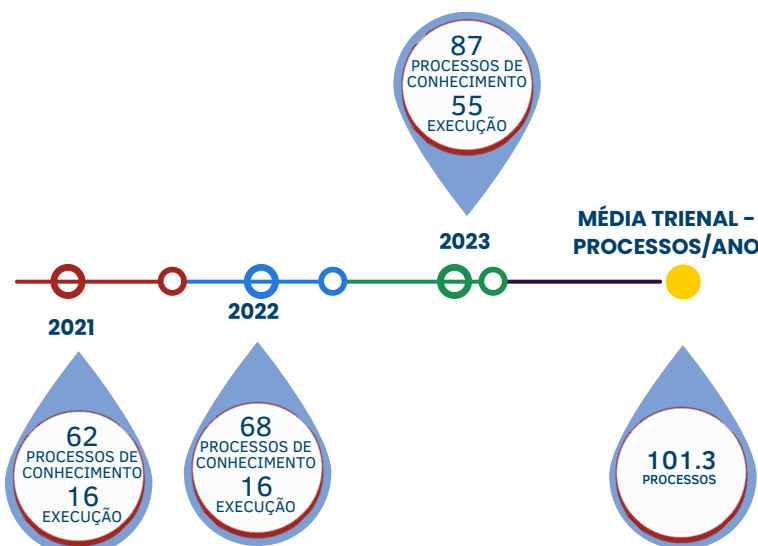 87
PROCESSOS DE
CONHECIMENTO
55
EXECUÇÃO
MÉDIA TRIENAL -
PROCESSOS/ANO
2023
2022
2021
62
PROCESSOS DE
CONHECIMENTO
16
EXECUÇÃO
68
PROCESSOS DE
CONHECIMENTO
16
EXECUÇÃO
101.3
PROCESSOS